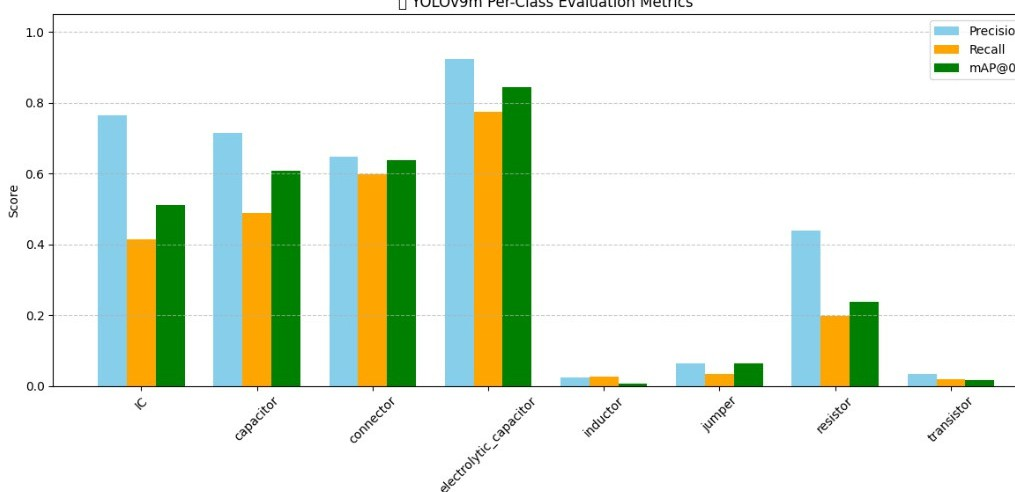 YOLOv9m Per-Class Evaluation Metrics
Precisio
Recall
mAP@0
Score
1.0
0.8
0.6
0.4
0.2
0.0
IC
capacitor
connector
electrolytic_capacitor
inductor
jumper
resistor
transistor